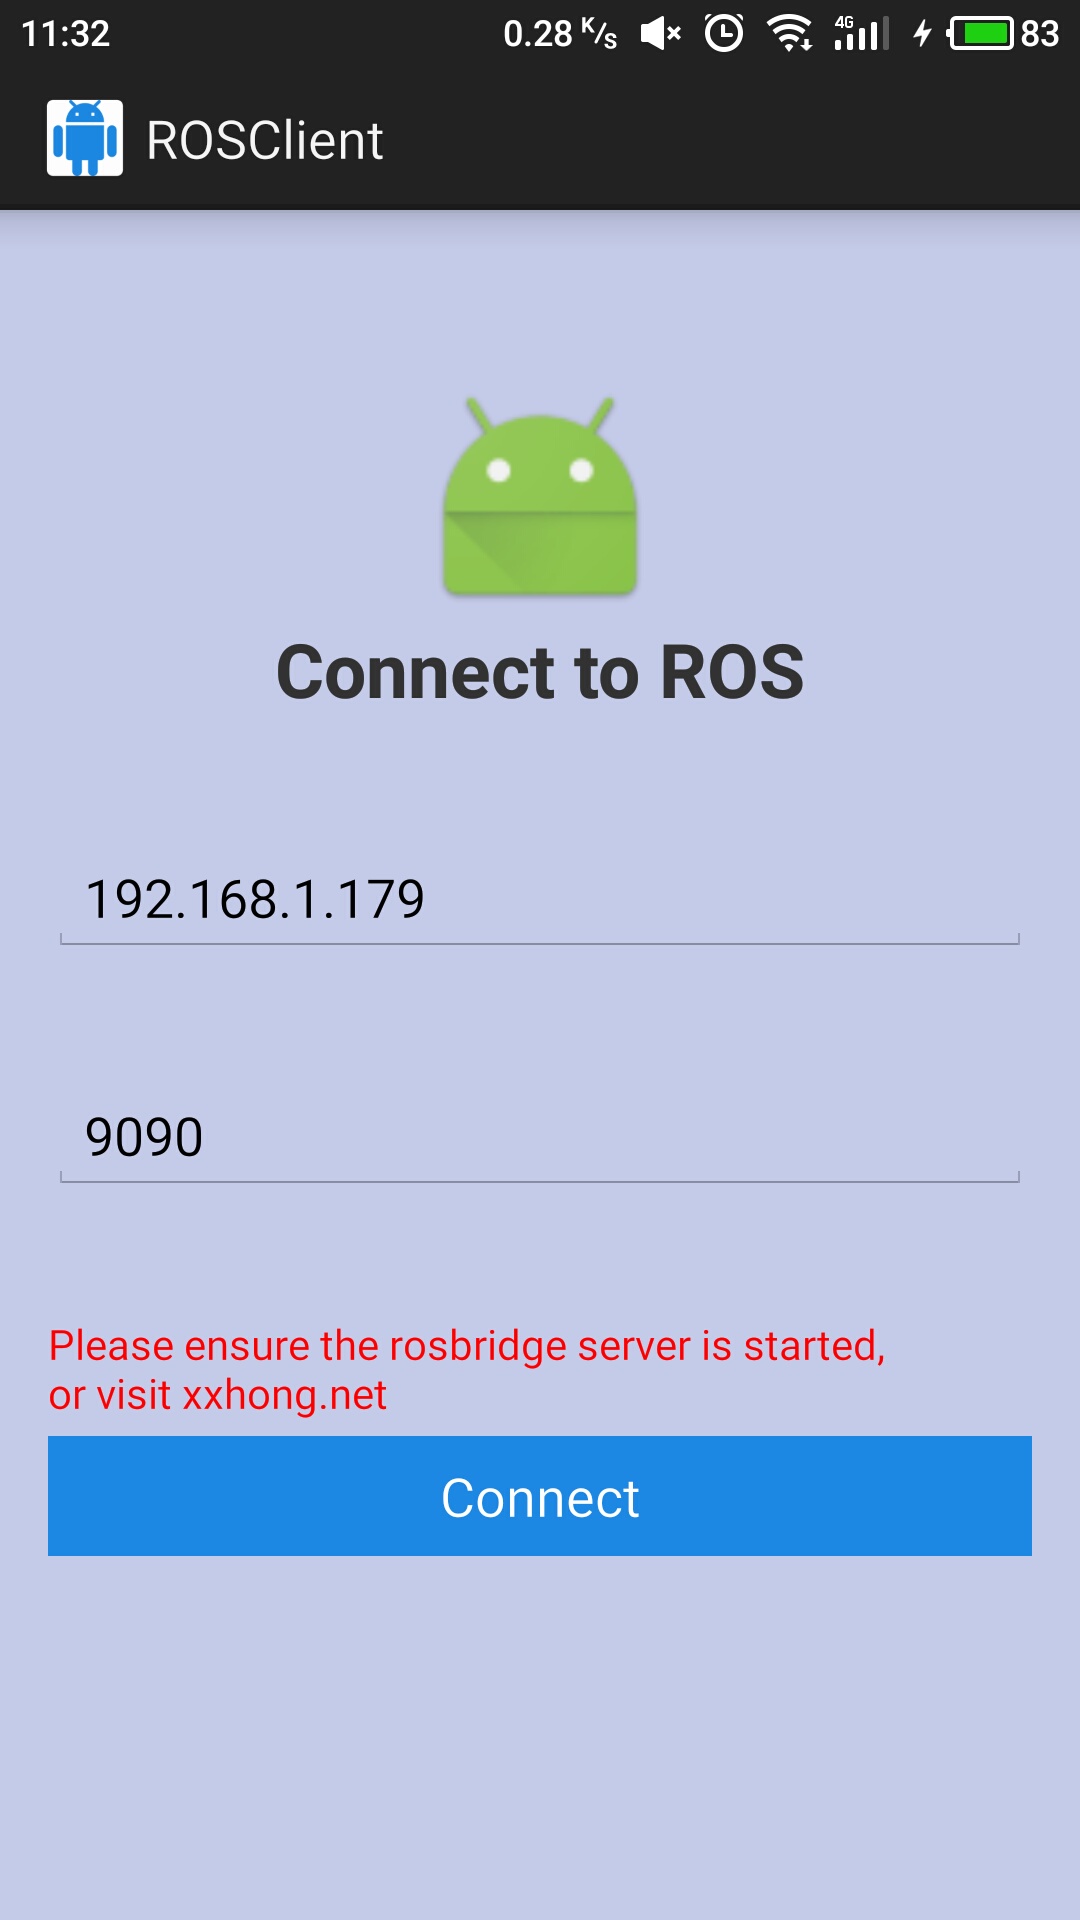 11:32 0.28 K/s 4G 83
ROSClient
Connect to ROS
192.168.1.179
9090
Please ensure the rosbridge server is started,
or visit xxhong.net
Connect